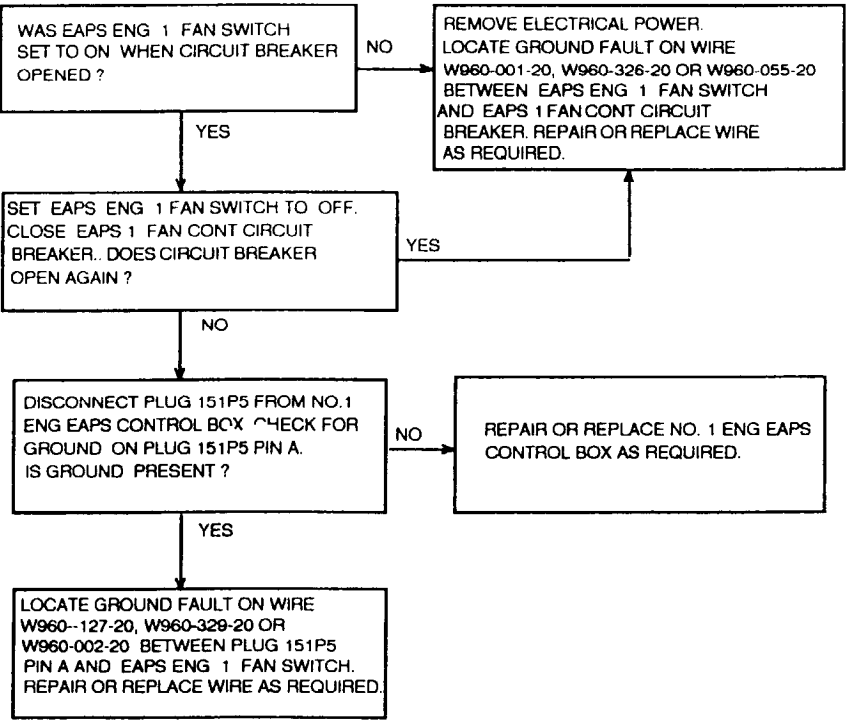 WAS EAPS ENG 1 FAN SWITCH
SET TO ON WHEN CIRCUIT BREAKER
OPENED ?
NO
REMOVE ELECTRICAL POWER.
LOCATE GROUND FAULT ON WIRE
W960-001-20, W960-326-20 OR W960-055-20
BETWEEN EAPS ENG 1 FAN SWITCH
AND EAPS 1 FAN CONT CIRCUIT
BREAKER. REPAIR OR REPLACE WIRE
AS REQUIRED.
YES
SET EAPS ENG 1 FAN SWITCH TO OFF.
CLOSE EAPS 1 FAN CONT CIRCUIT
BREAKER.. DOES CIRCUIT BREAKER
OPEN AGAIN ?
YES
NO
DISCONNECT PLUG 151P5 FROM NO.1
ENG EAPS CONTROL BOX CHECK FOR
GROUND ON PLUG 151P5 PIN A.
IS GROUND PRESENT ?
NO
REPAIR OR REPLACE NO. 1 ENG EAPS
CONTROL BOX AS REQUIRED.
YES
LOCATE GROUND FAULT ON WIRE
W960--127-20, W960-329-20 OR
W960-002-20 BETWEEN PLUG 151P5
PIN A AND EAPS ENG 1 FAN SWITCH.
REPAIR OR REPLACE WIRE AS REQUIRED.